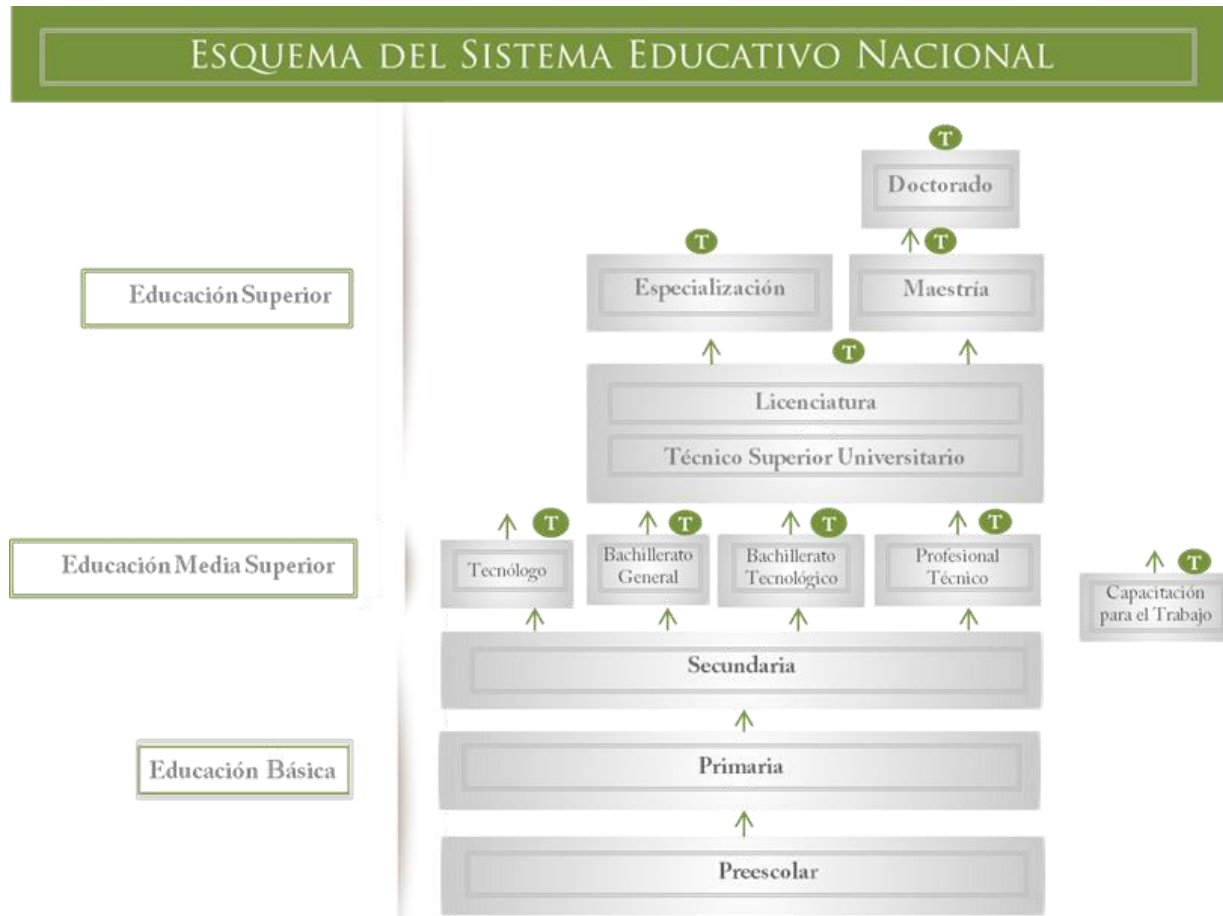 ESQUEMA DEL SISTEMA EDUCATIVO NACIONAL
T
Doctorado
T
T
Educación Superior
Especialización
Maestría
T
Licenciatura
Técnico Superior Universitario
T
T
T
T
Educación Media Superior
Tecnólogo
Bachillerato
General
Bachillerato
Tecnológico
Profesional
Técnico
T
Capacitación
para el Trabajo
Secundaria
Educación Básica
Primaria
Preescolar